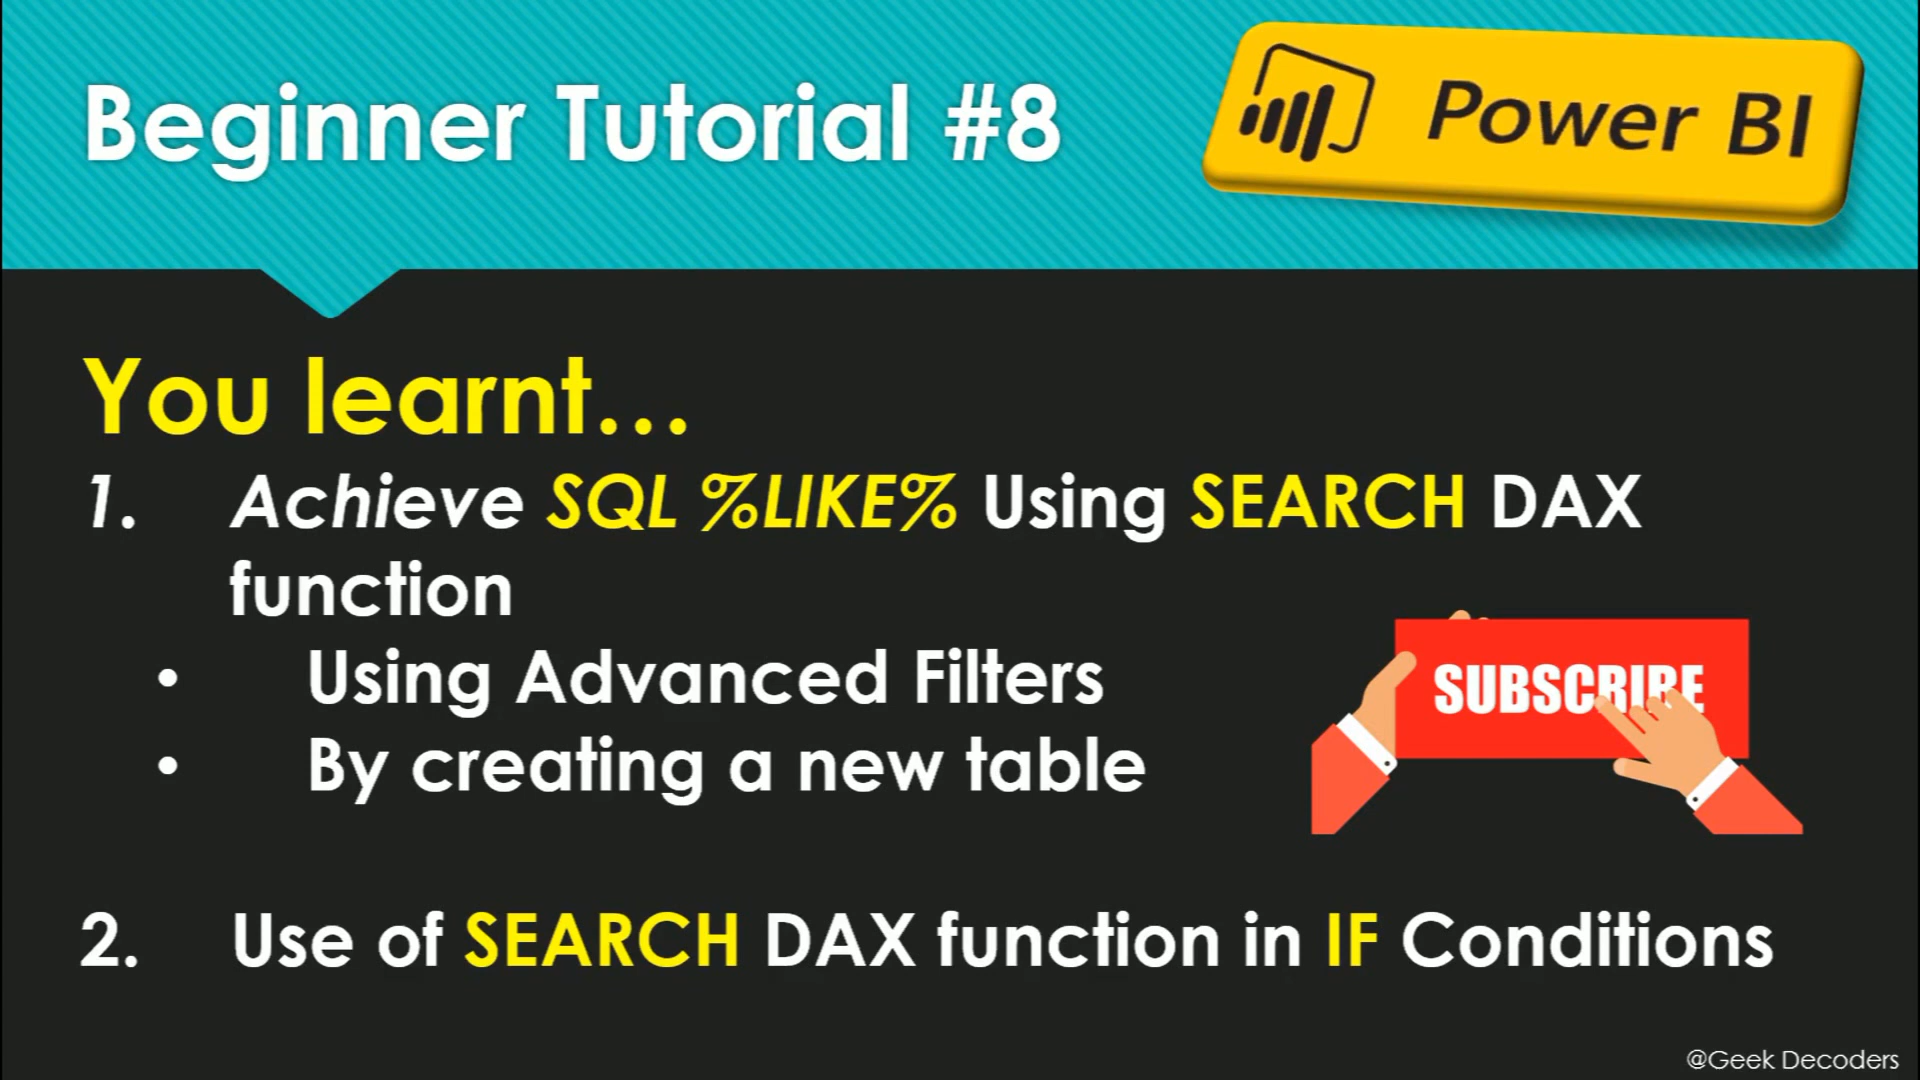 Beginner Tutorial #8
Power BI
You learnt...
1. Achieve SQL %LIKE% Using SEARCH DAX
function
• Using Advanced Filters
• By creating a new table
SUBSCRIBE
2. Use of SEARCH DAX function in IF Conditions
@Geek Decoders